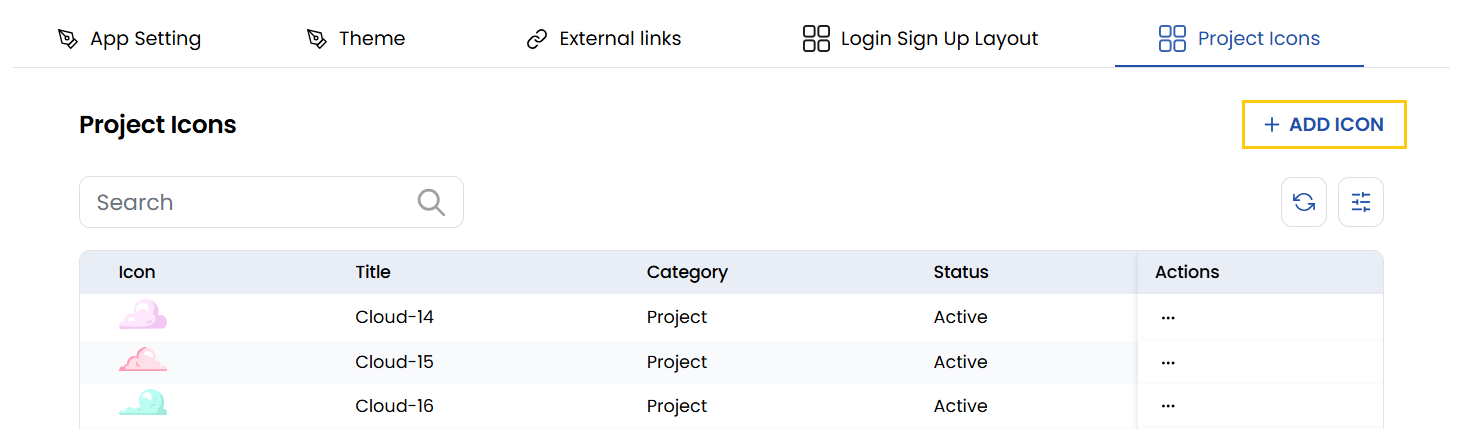 App Setting Theme External links Login Sign Up Layout Project Icons
Project Icons + ADD ICON
Search
Icon Title Category Status Actions
Cloud-14 Project Active ...
Cloud-15 Project Active ...
Cloud-16 Project Active ...